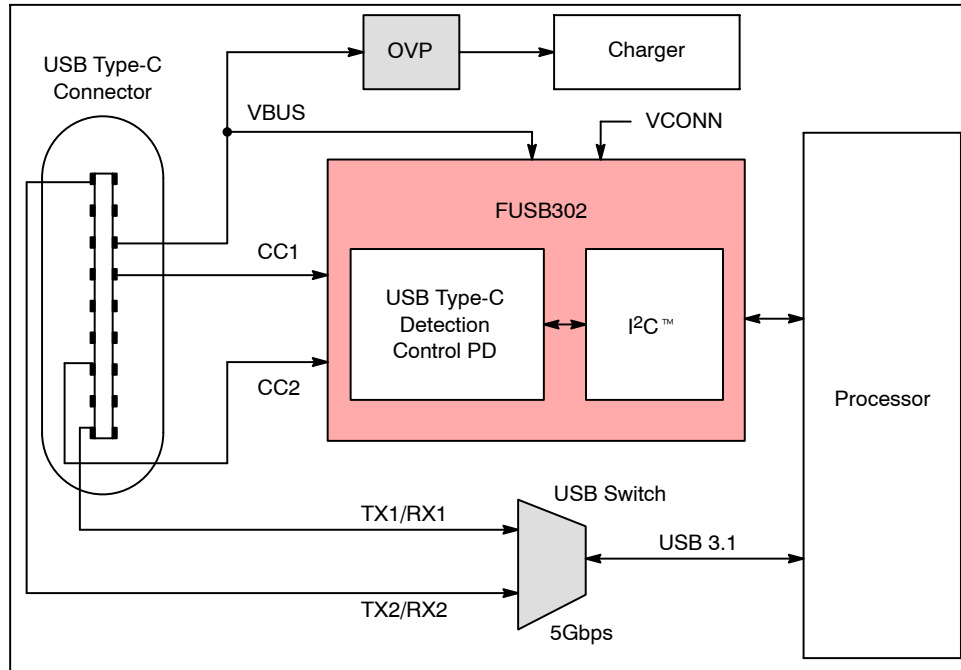 OVP
Charger
USB Type-C
Connector
VBUS
VCONN
FUSB302
CC1
USB Type-C
Detection
Control PD
I²C™
CC2
Processor
USB Switch
TX1/RX1
USB 3.1
TX2/RX2
5Gbps